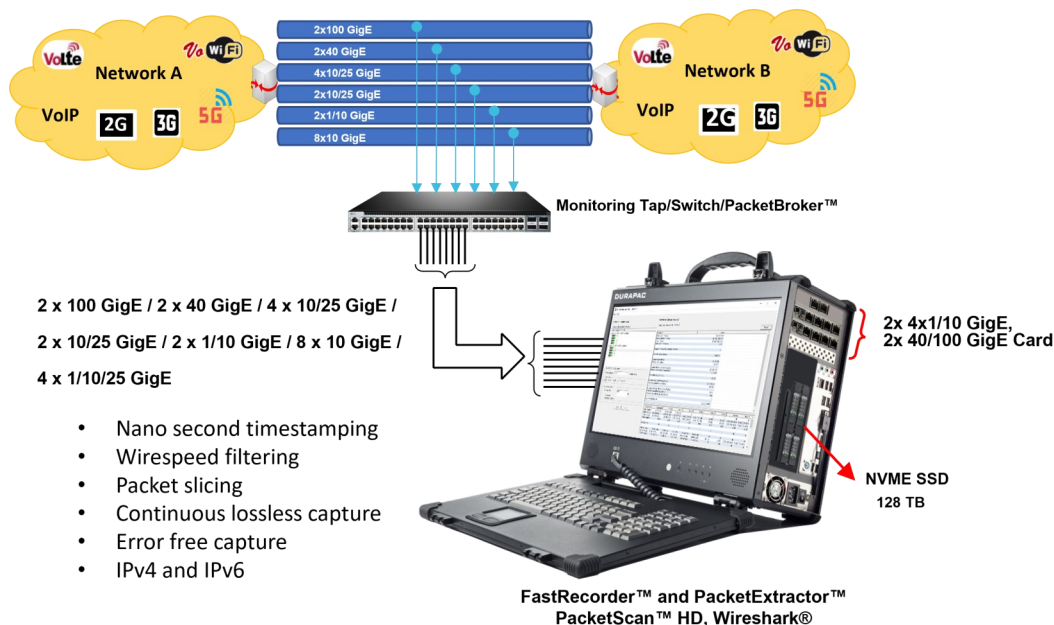 VoLte
Vo WiFi
Network A
VoIP
2G
3G
5G
2x100 GigE
2x40 GigE
4x10/25 GigE
2x10/25 GigE
2x1/10 GigE
8x10 GigE
VoLte
Vo WiFi
Network B
VoIP
2G
3G
5G
Monitoring Tap/Switch/PacketBroker™
2 x 100 GigE / 2 x 40 GigE / 4 x 10/25 GigE /
2 x 10/25 GigE / 2 x 1/10 GigE / 8 x 10 GigE /
4 x 1/10/25 GigE
• Nano second timestamping
• Wirespeed filtering
• Packet slicing
• Continuous lossless capture
• Error free capture
• IPv4 and IPv6
DURAPAC
2x 4x1/10 GigE,
2x 40/100 GigE Card
NVME SSD
128 TB
FastRecorder™ and PacketExtractor™
PacketScan™ HD, Wireshark®